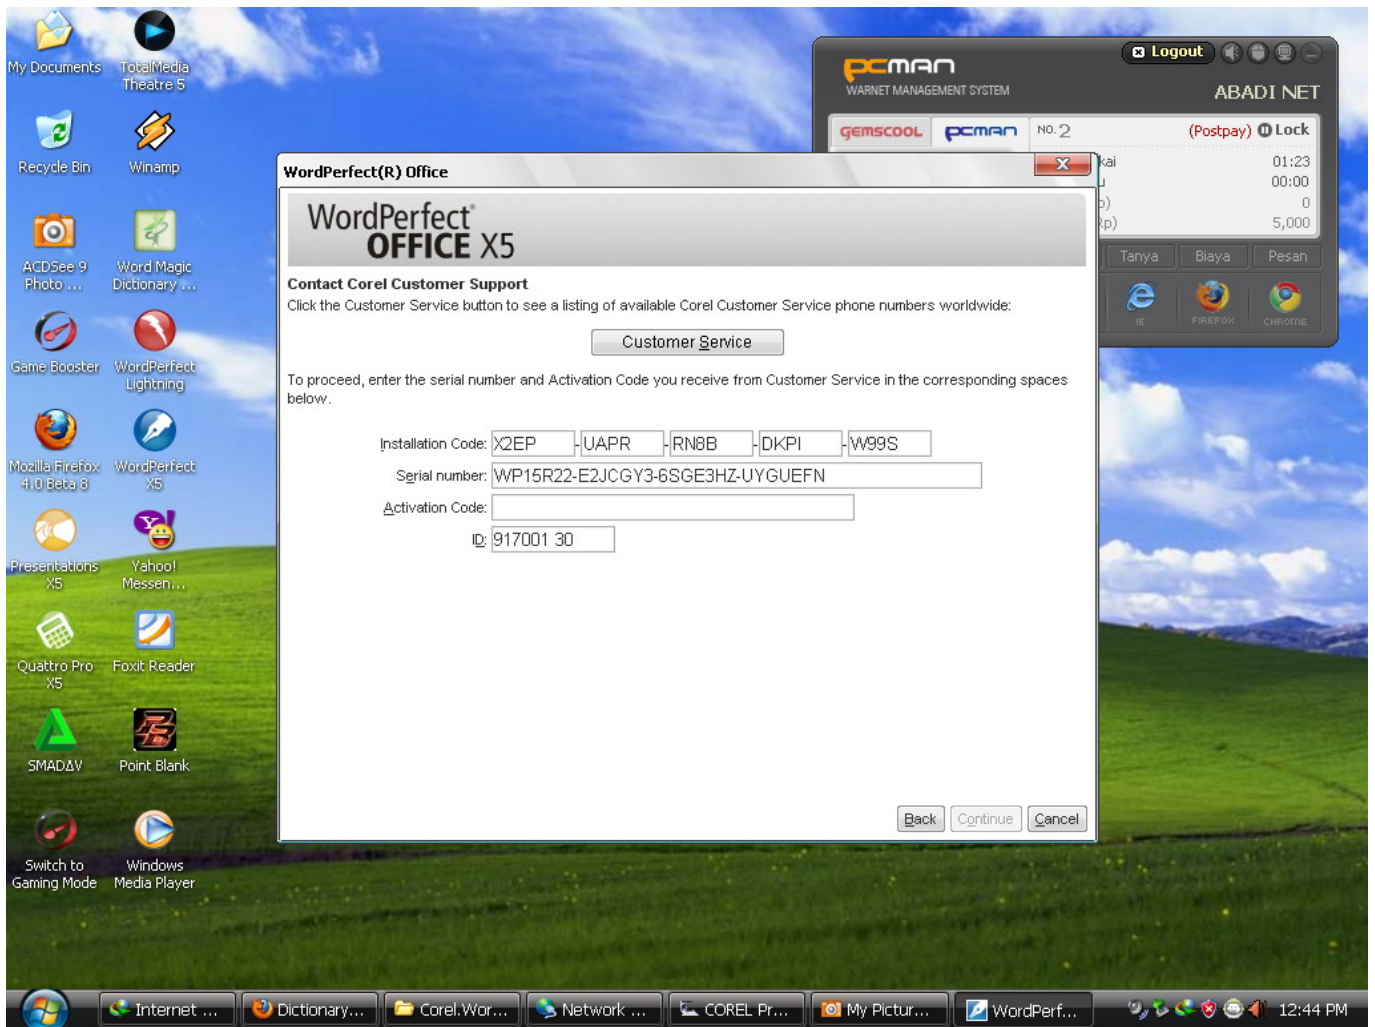 My Documents
TotalMedia
Theatre 5
Recycle Bin
Winamp
ACDSee 9
Photo ...
Word Magic
Dictionary ...
Game Booster
WordPerfect
Lightning
Mozilla Firefox
4.0 Beta 8
WordPerfect
X5
Presentations
X5
Yahoo!
Messen...
Quattro Pro
X5
Foxit Reader
SMADΔV
Point Blank
Switch to
Gaming Mode
Windows
Media Player
PCMAN
WARNET MANAGEMENT SYSTEM
Logout
ABADI NET
GEMSCOOL
PCMAN
NO. 2
(Postpay)
Lock
kai
01:23
00:00
p)
0
Rp)
5,000
Tanya
Biaya
Pesan
IE
FIREFOX
CHROME
WordPerfect(R) Office
WordPerfect®
OFFICE X5
Contact Corel Customer Support
Click the Customer Service button to see a listing of available Corel Customer Service phone numbers worldwide:
Customer Service
To proceed, enter the serial number and Activation Code you receive from Customer Service in the corresponding spaces
below.
Installation Code: X2EP - UAPR - RN8B - DKPI - W99S
Serial number: WP15R22-E2JCGY3-6SGE3HZ-UYGUEFN
Activation Code:
ID: 917001 30
Back
Continue
Cancel
Internet ...
Dictionary...
Corel.Wor...
Network ...
COREL Pr...
My Pictur...
WordPerf...
12:44 PM